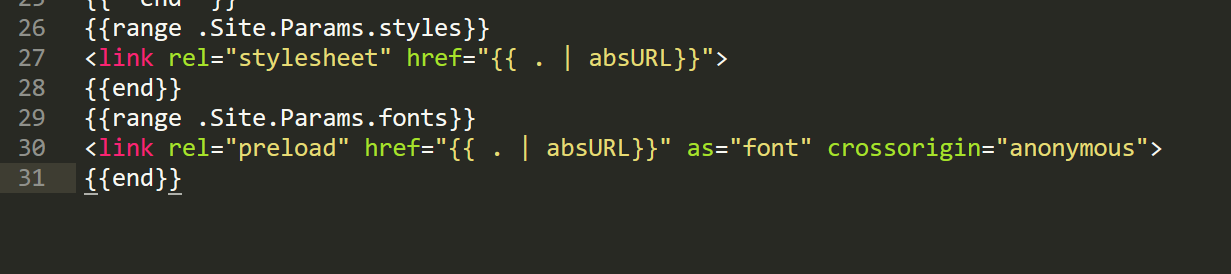 25 {{ end }}
26 {{range .Site.Params.styles}}
27 <link rel="stylesheet" href="{{ . | absURL}}">
28 {{end}}
29 {{range .Site.Params.fonts}}
30 <link rel="preload" href="{{ . | absURL}}" as="font" crossorigin="anonymous">
31 {{end}}